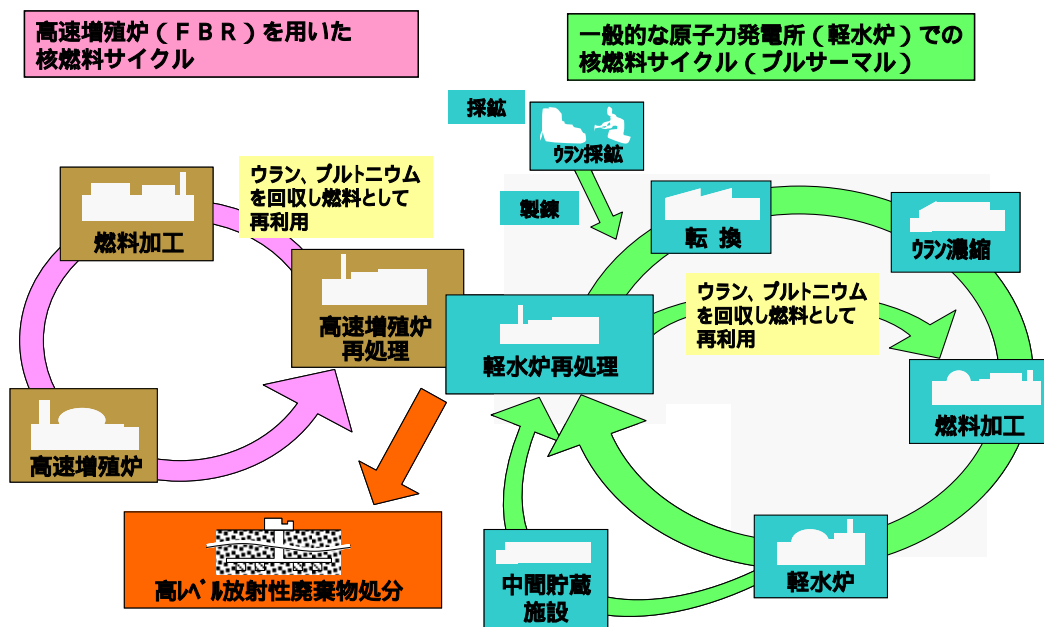 高速増殖炉(FBR)を用いた
核燃料サイクル
一般的な原子力発電所(軽水炉)での
核燃料サイクル(プルサーマル)
採鉱
ウラン採鉱
製錬
転 換
ウラン濃縮
ウラン、プルトニウム
を回収し燃料として
再利用
燃料加工
高速増殖炉
再処理
軽水炉再処理
ウラン、プルトニウム
を回収し燃料として
再利用
燃料加工
高速増殖炉
高レベル放射性廃棄物処分
中間貯蔵
施設
軽水炉